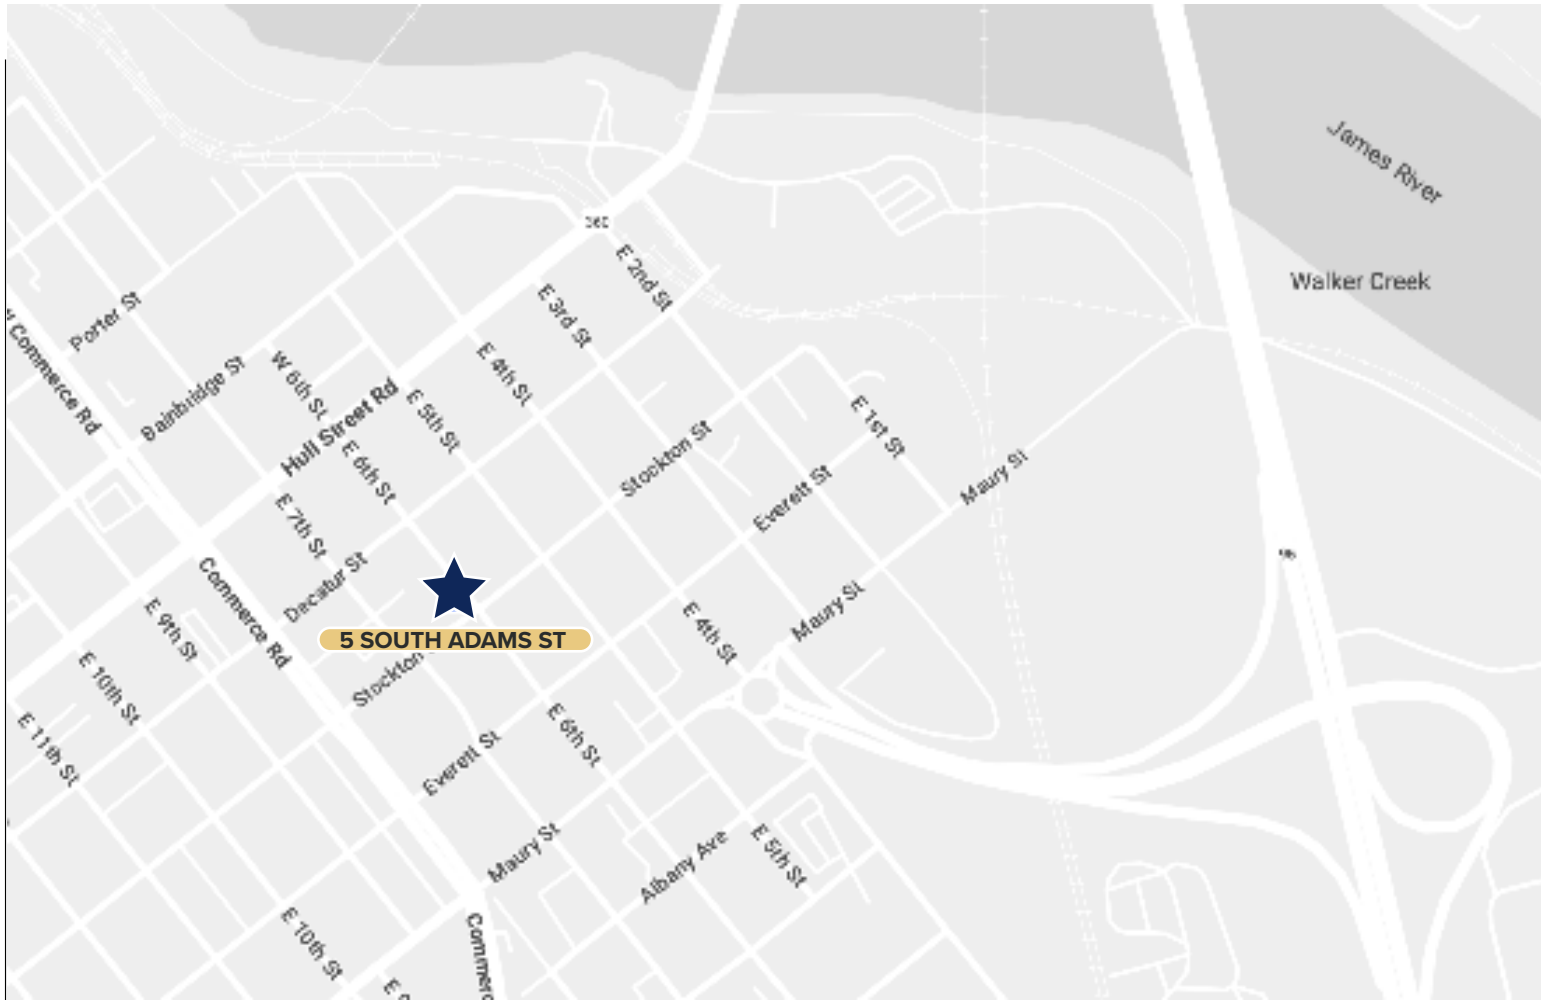 James River
Walker Creek
360
E 2nd St
E 3rd St
Porter St
Commerce Rd
Bainbridge St
W 6th St
Hull Street Rd
E 4th St
E 5th St
E 1st St
E 6th St
Stockton St
Maury St
Everett St
E 7th St
95
Decatur St
Commerce Rd
E 9th St
5 SOUTH ADAMS ST
Stockton
E 4th St
Maury St
E 10th St
E 11th St
Everett St
E 6th St
Maury St
Albany Ave
E 5th St
E 10th St
Commerc